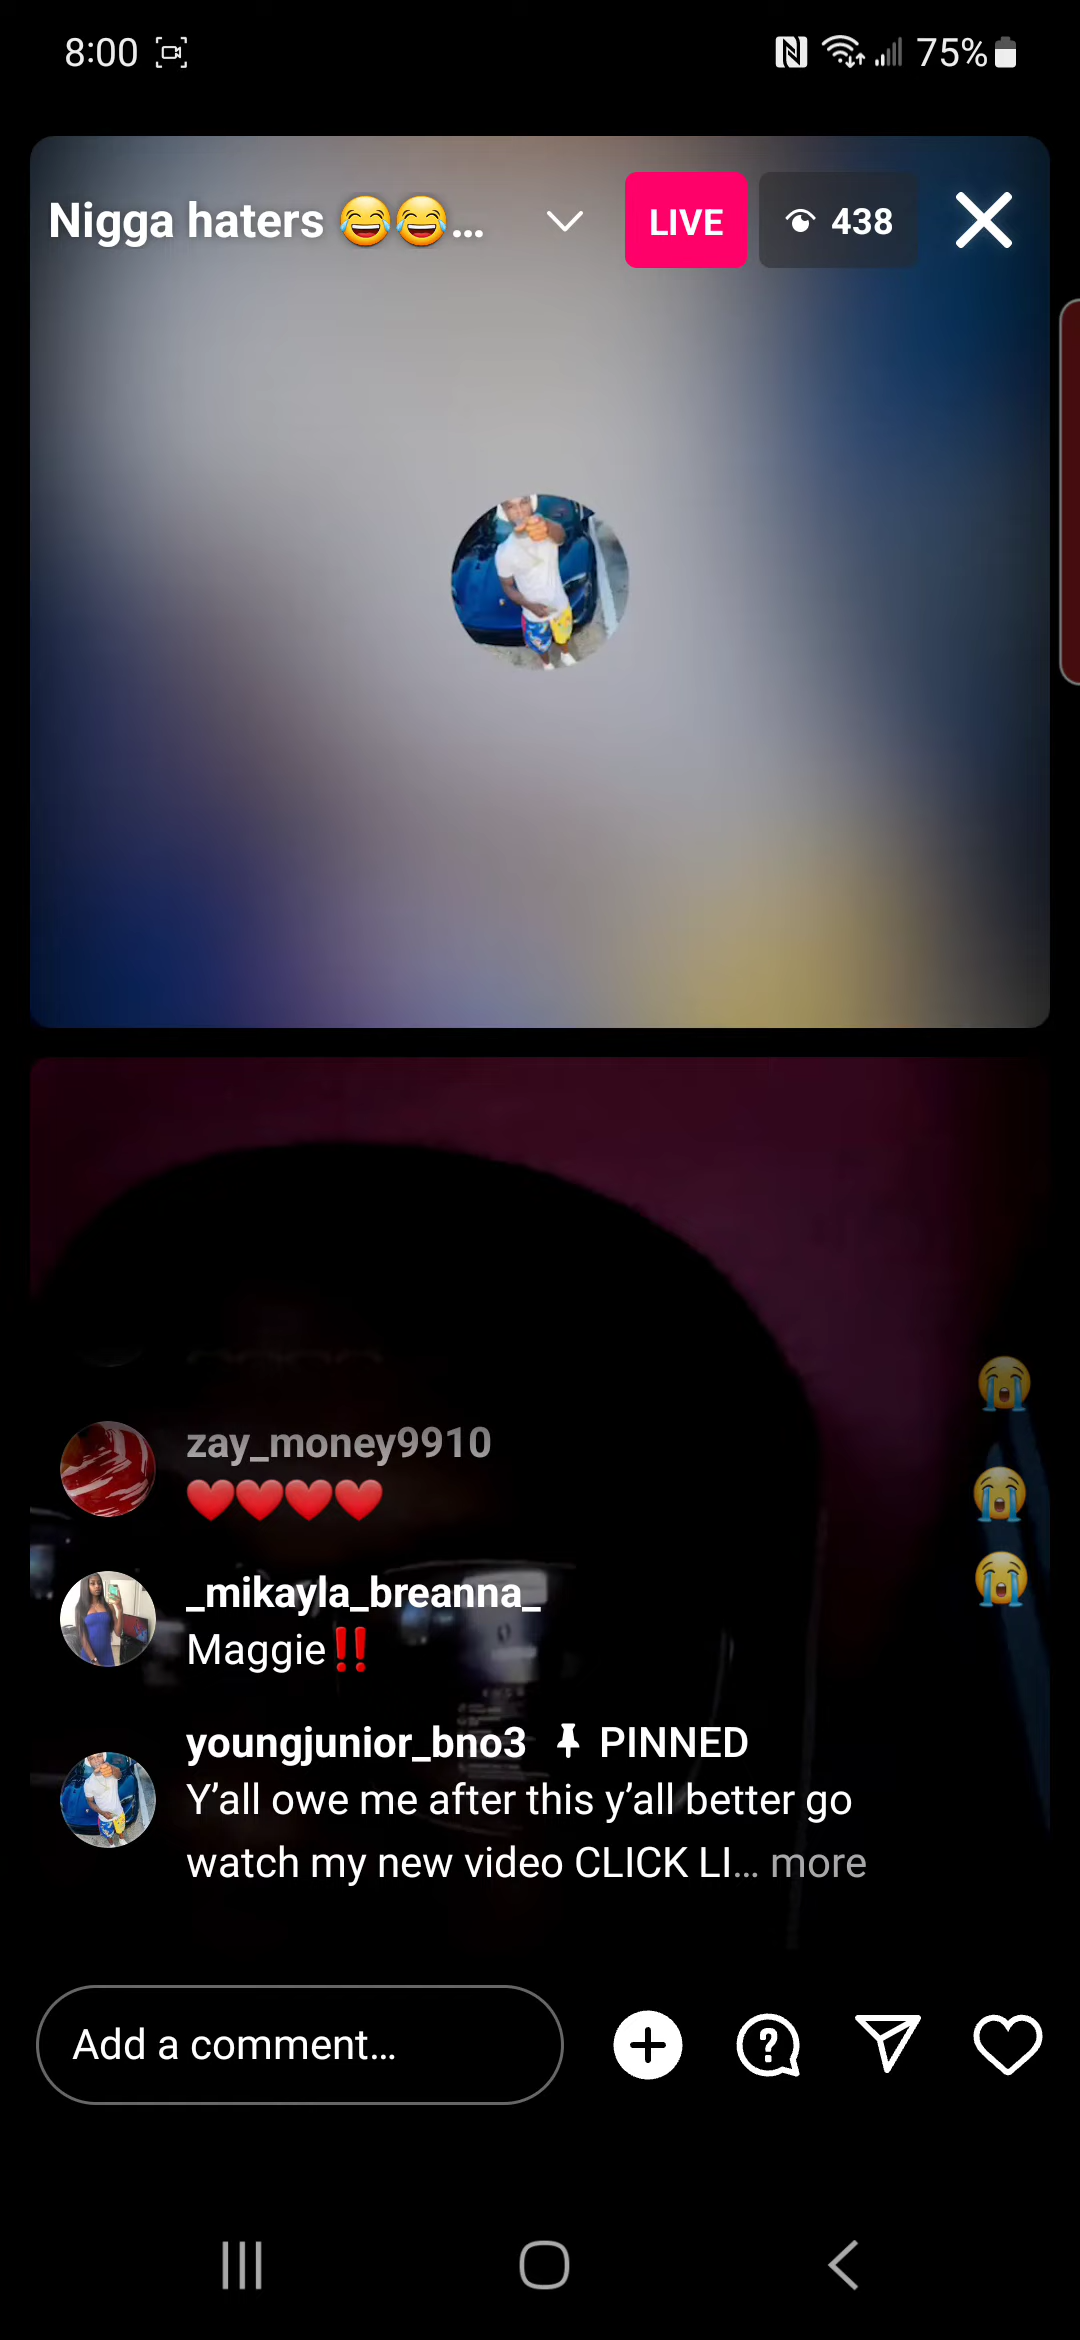 8:00
75%
Nigga haters 😂😂...
LIVE
438
zay_money9910
❤️❤️❤️❤️
_mikayla_breanna_
Maggie‼️
youngjunior_bno3 PINNED
Y’all owe me after this y’all better go
watch my new video CLICK LI... more
Add a comment...